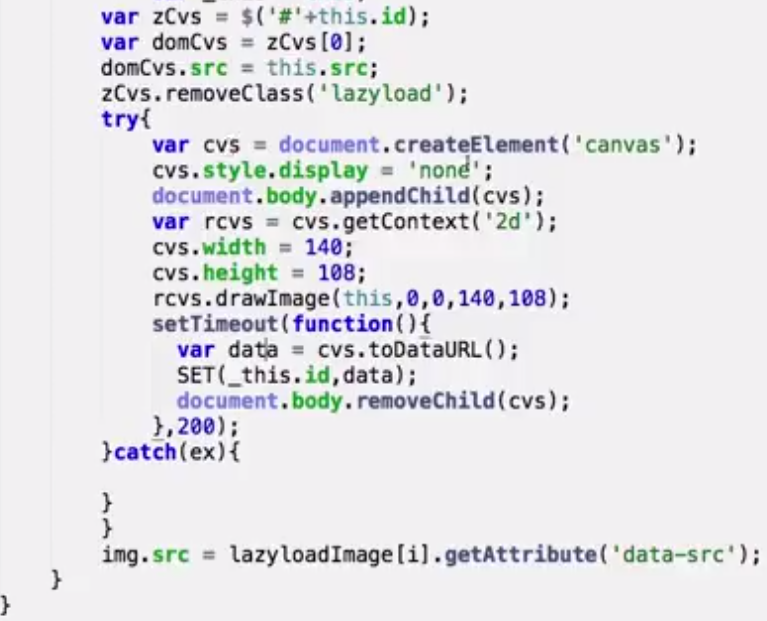 var zCvs = $('#'+this.id);
var domCvs = zCvs[0];
domCvs.src = this.src;
zCvs.removeClass('lazyload');
try{
var cvs = document.createElement('canvas');
cvs.style.display = 'none';
document.body.appendChild(cvs);
var rcvs = cvs.getContext('2d');
cvs.width = 140;
cvs.height = 108;
rcvs.drawImage(this,0,0,140,108);
setTimeout(function(){
var data = cvs.toDataURL();
SET(_this.id,data);
document.body.removeChild(cvs);
},200);
}catch(ex){
}
}
img.src = lazyloadImage[i].getAttribute('data-src');
}
}